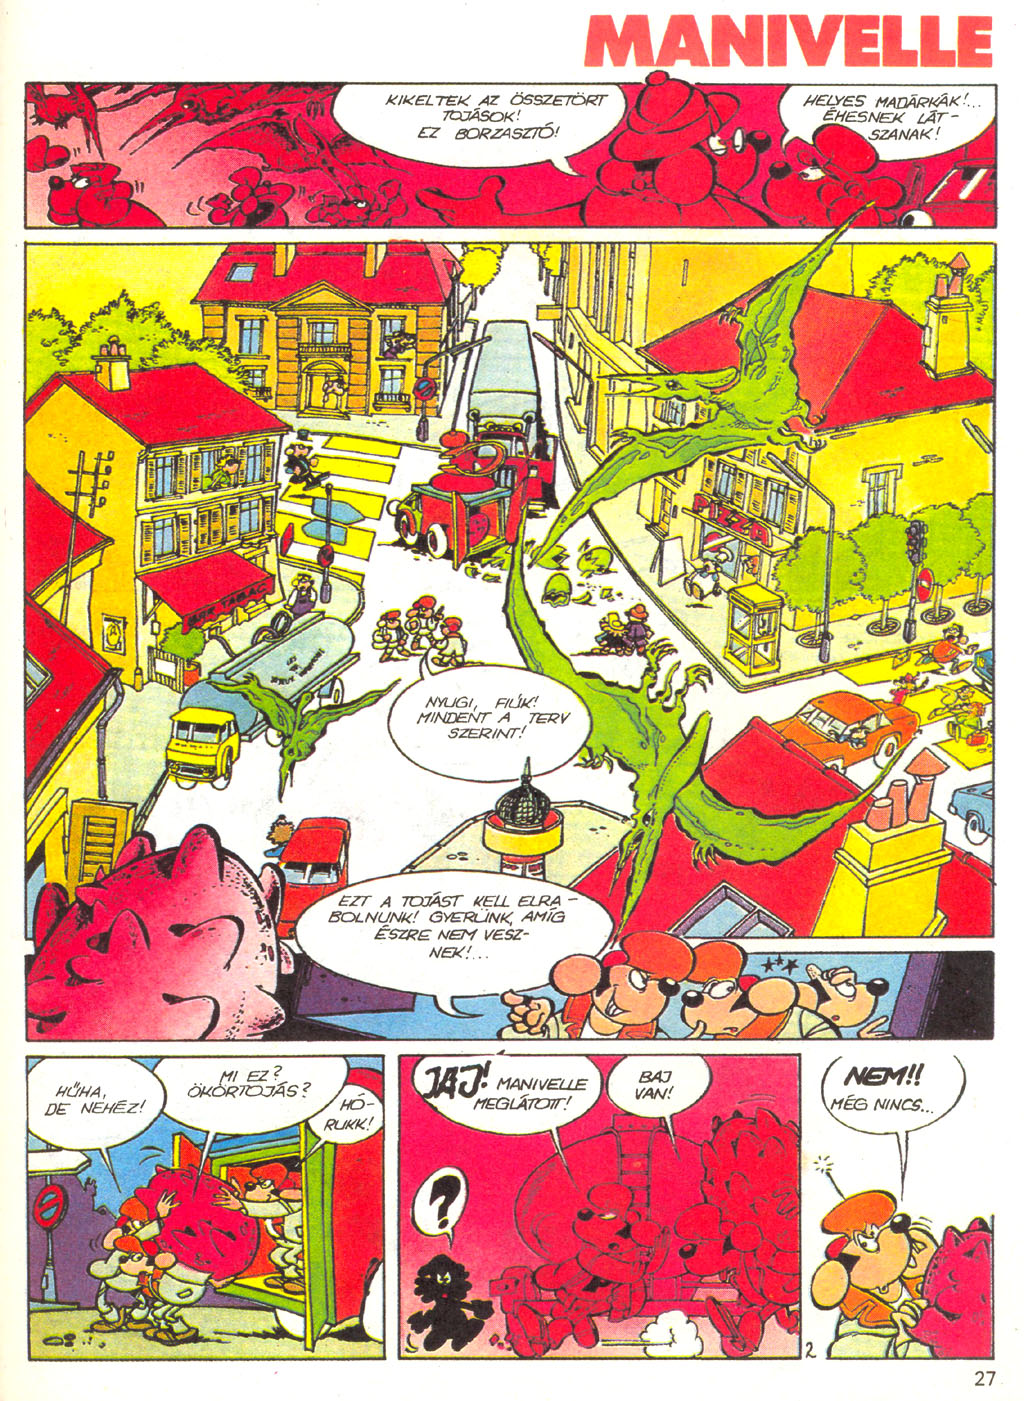 MANIVELLE
KIKELTEK AZ ÖSSZETÖRT
TOJÁSOK!
EZ BORZASZTÓ!
HELYES MADÁRKÁK!...
ÉHESNEK LÁT-
SZANAK!
PIZZA
BAR TABAC
NYUGI, FIÚK!
MINDENT A TERV
SZERINT!
EZT A TOJÁST KELL ELRA-
BOLNUNK! GYERÜNK, AMÍG
ÉSZRE NEM VESZ-
NEK!...
HŰHA,
DE NEHÉZ!
MI EZ?
ÖKÖRTOJÁS?
HÓ-
RUKK!
JAJ! MANIVELLE
MEGLÁTOTT!
BAJ
VAN!
?
NEM!!
MÉG NINCS...
2
27